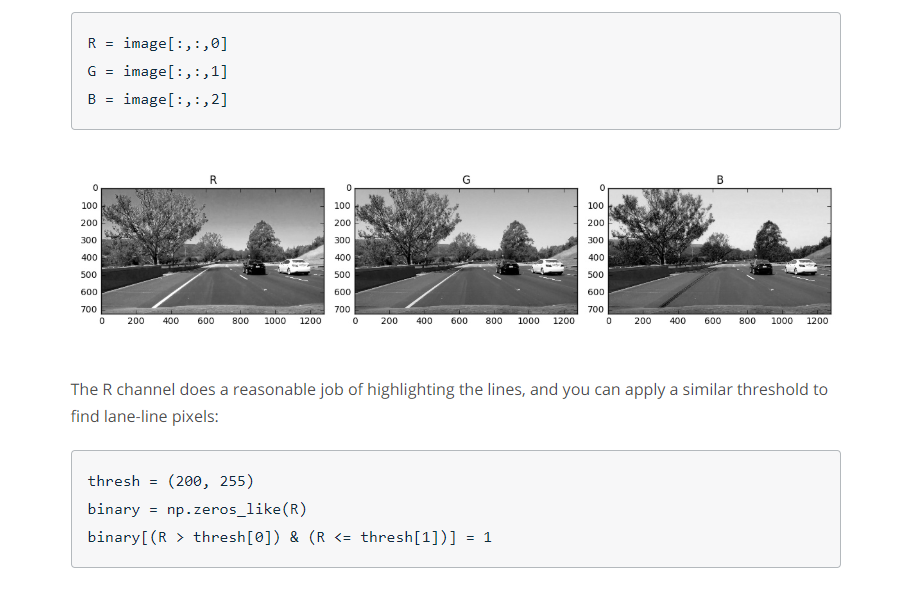 R = image[:,:,0]
G = image[:,:,1]
B = image[:,:,2]
R
0
100
200
300
400
500
600
700
0 200 400 600 800 1000 1200
G
0
100
200
300
400
500
600
700
0 200 400 600 800 1000 1200
B
0
100
200
300
400
500
600
700
0 200 400 600 800 1000 1200
The R channel does a reasonable job of highlighting the lines, and you can apply a similar threshold to
find lane-line pixels:
thresh = (200, 255)
binary = np.zeros_like(R)
binary[(R > thresh[0]) & (R <= thresh[1])] = 1